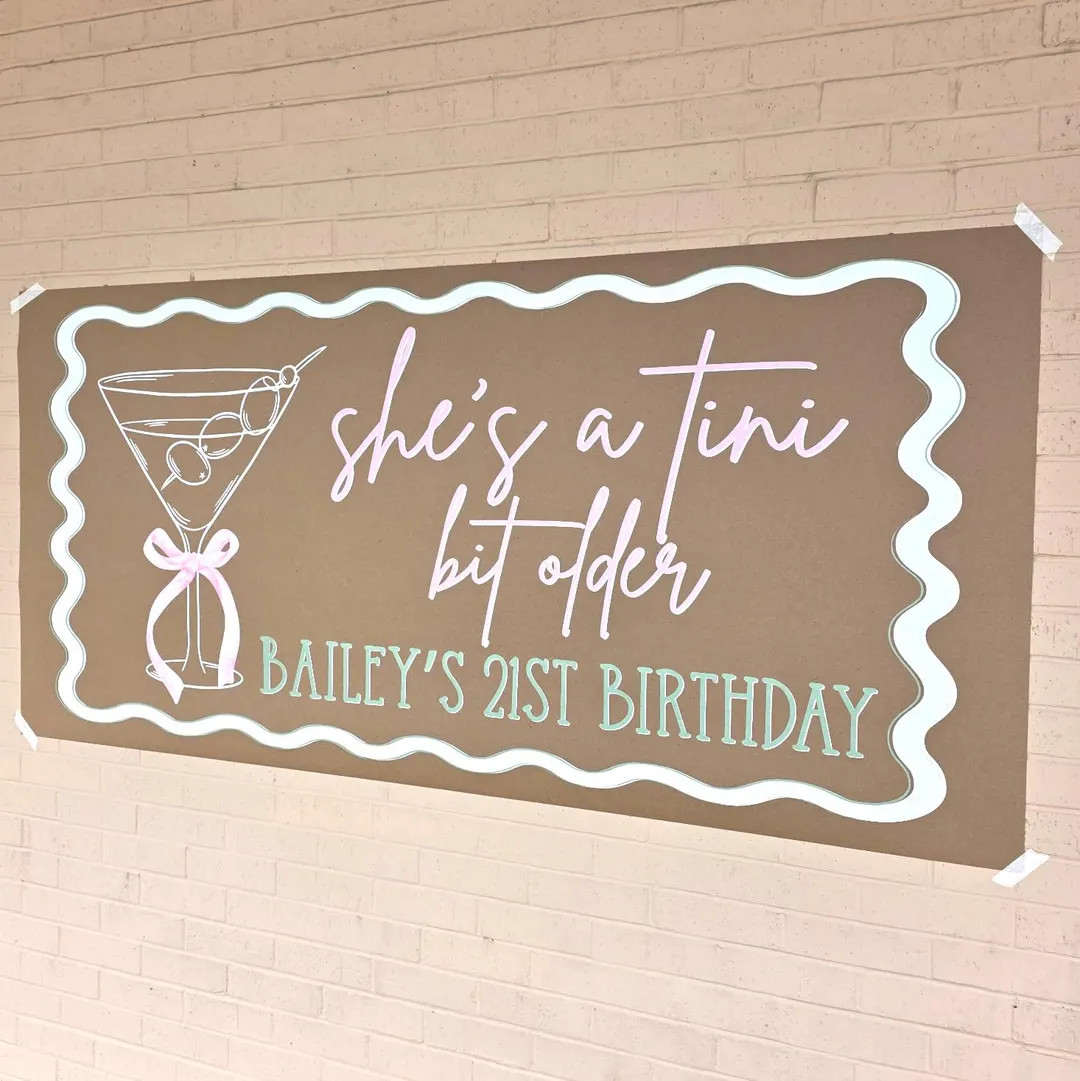 she's a Tini
bit older
BAILEY'S 21ST BIRTHDAY